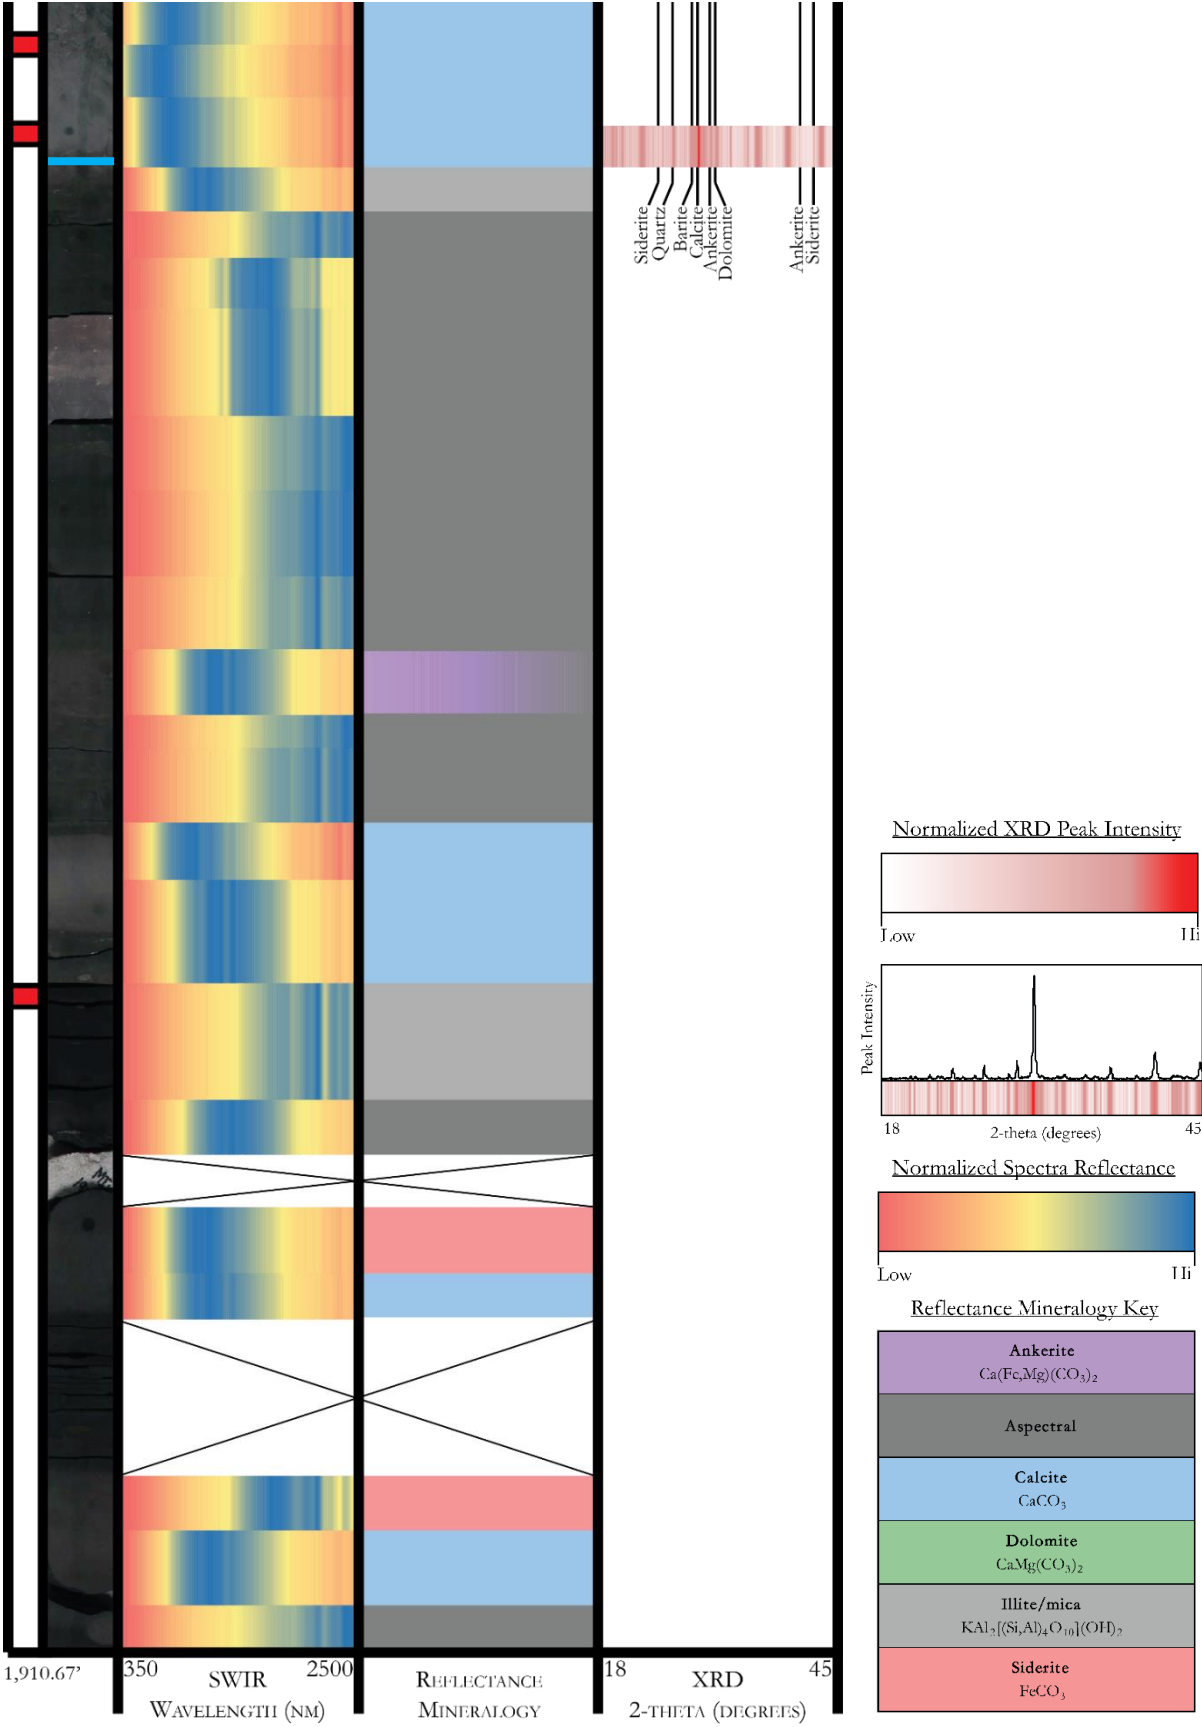 Siderite
Quartz
Barite
Calcite
Ankerite
Dolomite
Ankerite
Siderite
Normalized XRD Peak Intensity
Low Hi
Peak Intensity
18 45
2-theta (degrees)
Normalized Spectra Reflectance
Low Hi
Reflectance Mineralogy Key
Ankerite
Ca(Fe,Mg)(CO₃)₂
Aspectral
Calcite
CaCO₃
Dolomite
CaMg(CO₃)₂
Illite/mica
KAl₂[(Si,Al)₄O₁₀](OH)₂
Siderite
FeCO₃
1,910.67’
350 2500
SWIR
Wavelength (nm)
Reflectance
Mineralogy
18 45
XRD
2-theta (degrees)